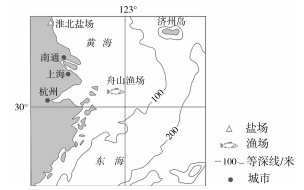 123°
淮北盐场
济州岛
黄海
南通
上海
舟山渔场
杭州
100
30°
200
东海
盐场
渔场
100 等深线/米
城市